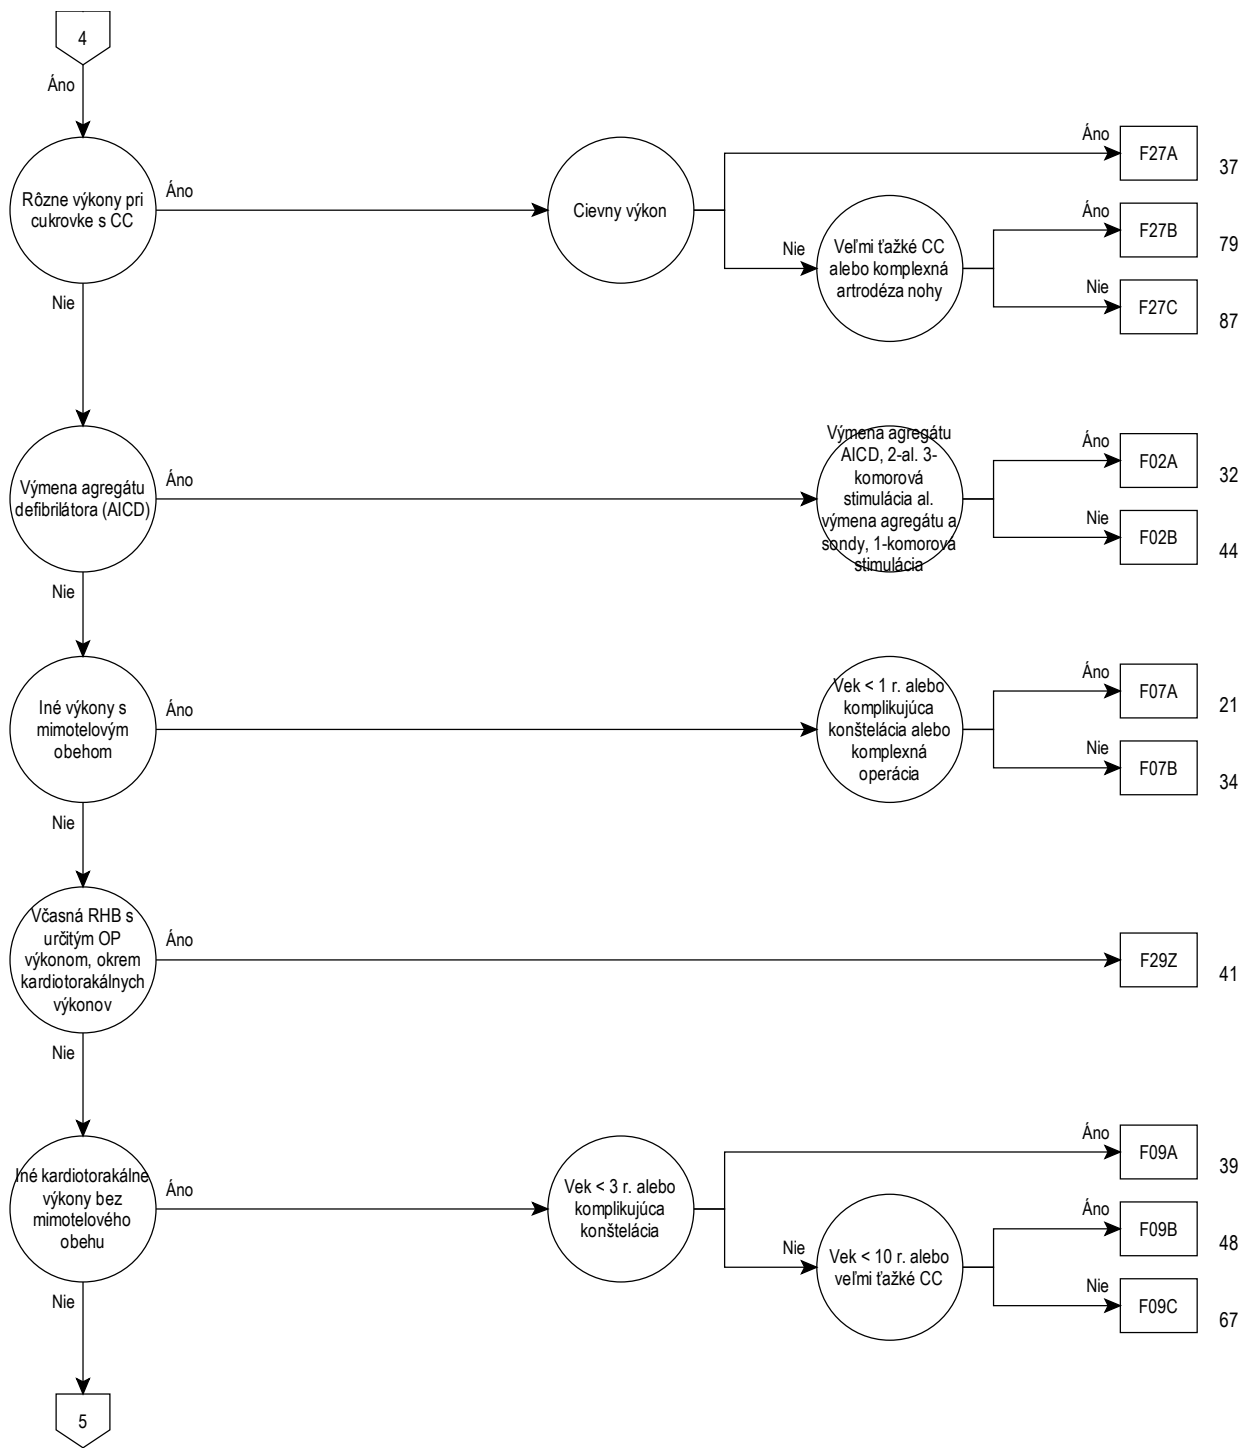 4
Áno
Rôzne výkony pri
cukrovke s CC
Áno
Cievny výkon
Áno
F27A
37
Nie
Veľmi ťažké CC
alebo komplexná
artrodéza nohy
Áno
F27B
79
Nie
F27C
87
Nie
Výmena agregátu
defibrilátora (AICD)
Áno
Výmena agregátu
AICD, 2-al. 3-
komorová
stimulácia al.
výmena agregátu a
sondy, 1-komorová
stimulácia
Áno
F02A
32
Nie
F02B
44
Nie
Iné výkony s
mimotelovým
obehom
Áno
Vek < 1 r. alebo
komplikujúca
konštelácia alebo
komplexná
operácia
Áno
F07A
21
Nie
F07B
34
Nie
Včasná RHB s
určitým OP
výkonom, okrem
kardiotorakálnych
výkonov
Áno
F29Z
41
Nie
Iné kardiotorakálne
výkony bez
mimotelového
obehu
Áno
Vek < 3 r. alebo
komplikujúca
konštelácia
Áno
F09A
39
Nie
Vek < 10 r. alebo
veľmi ťažké CC
Áno
F09B
48
Nie
F09C
67
Nie
5